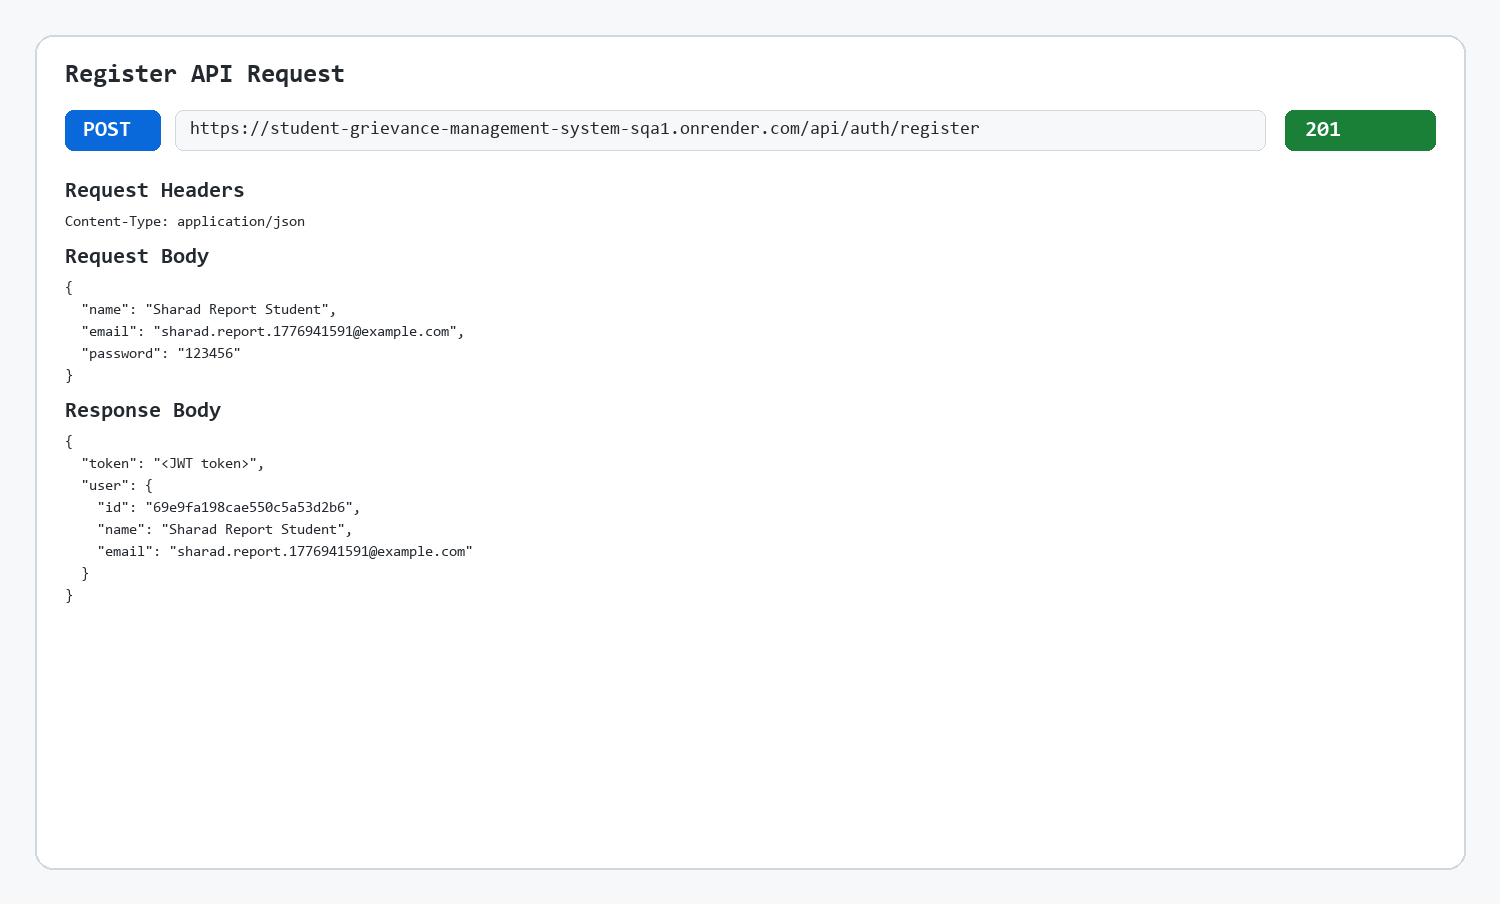 Register API Request
POST https://student-grievance-management-system-sqa1.onrender.com/api/auth/register 201
Request Headers
Content-Type: application/json
Request Body
{
  "name": "Sharad Report Student",
  "email": "sharad.report.1776941591@example.com",
  "password": "123456"
}
Response Body
{
  "token": "<JWT token>",
  "user": {
    "id": "69e9fa198cae550c5a53d2b6",
    "name": "Sharad Report Student",
    "email": "sharad.report.1776941591@example.com"
  }
}